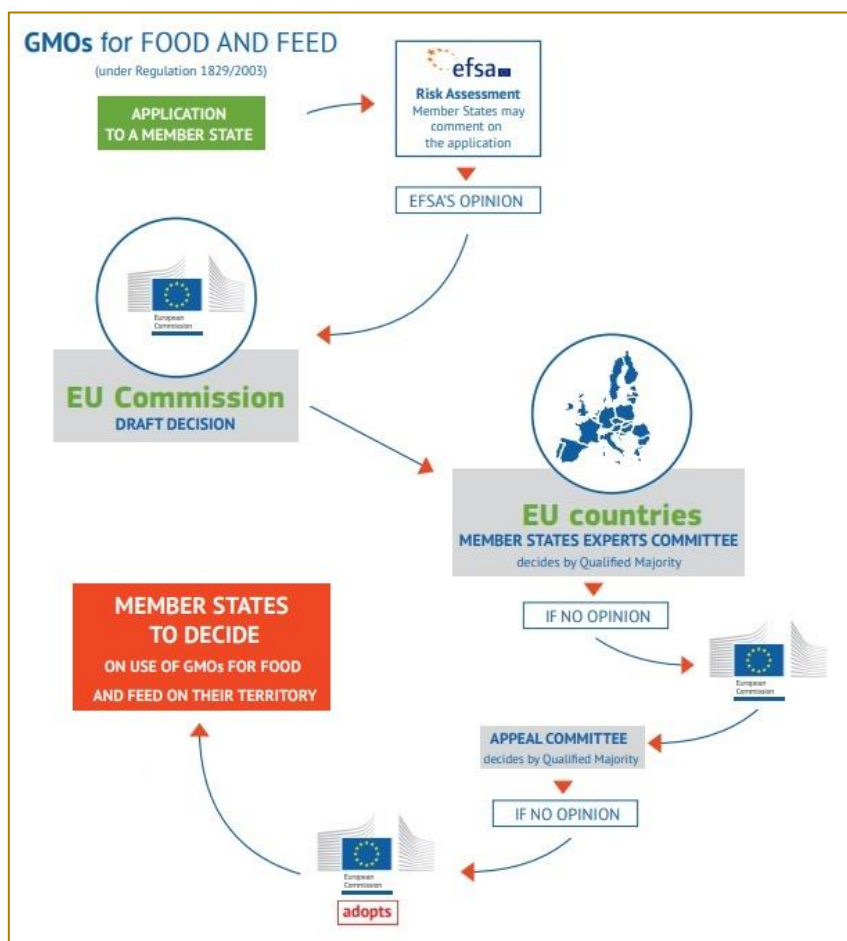 GMOs for FOOD AND FEED
(under Regulation 1829/2003)
APPLICATION
TO A MEMBER STATE
efsa
Risk Assessment
Member States may
comment on
the application
EFSA'S OPINION
European
Commission
EU Commission
DRAFT DECISION
EU countries
MEMBER STATES EXPERTS COMMITTEE
decides by Qualified Majority
IF NO OPINION
European
Commission
APPEAL COMMITTEE
decides by Qualified Majority
IF NO OPINION
European
Commission
adopts
MEMBER STATES
TO DECIDE
ON USE OF GMOs FOR FOOD
AND FEED ON THEIR TERRITORY